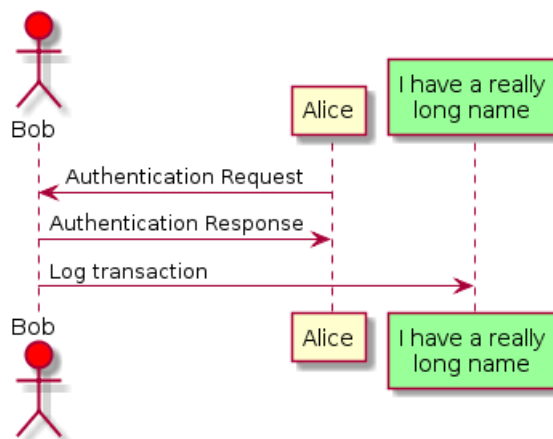 Bob
Alice
I have a really
long name
Authentication Request
Authentication Response
Log transaction
Bob
Alice
I have a really
long name